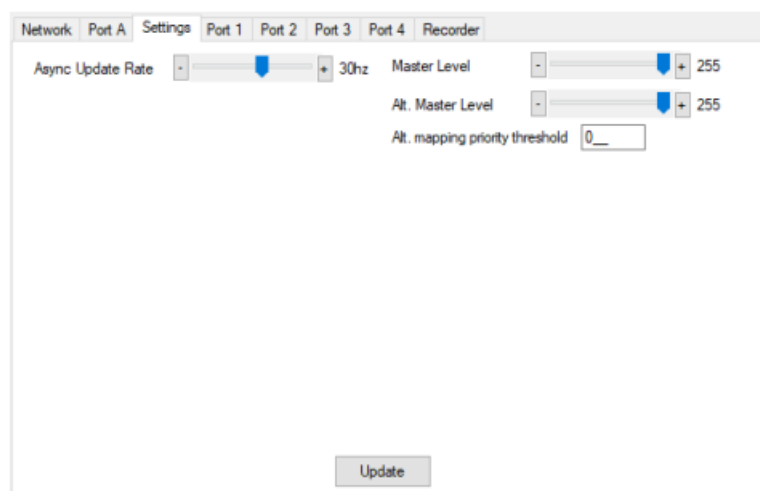 Network Port A Settings Port 1 Port 2 Port 3 Port 4 Recorder
Async Update Rate - + 30hz Master Level - + 255
Alt. Master Level - + 255
Alt. mapping priority threshold 0__
Update